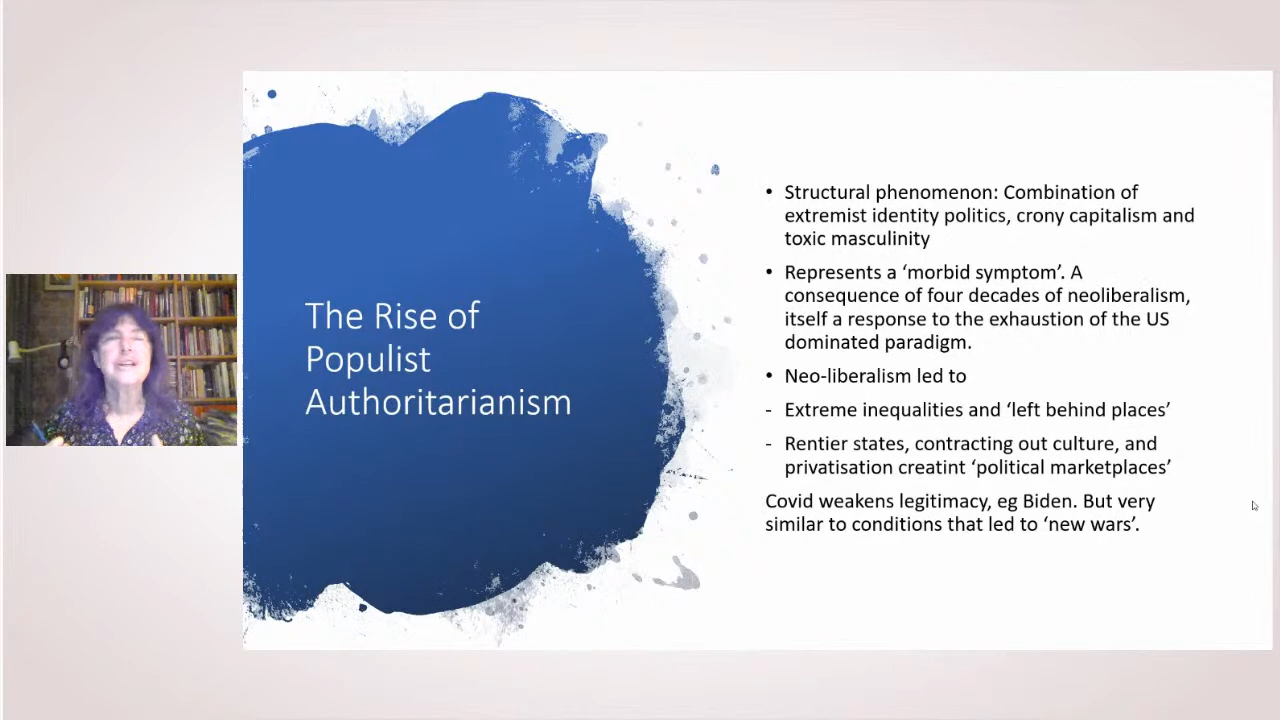 The Rise of
Populist
Authoritarianism
• Structural phenomenon: Combination of
extremist identity politics, crony capitalism and
toxic masculinity
• Represents a ‘morbid symptom’. A
consequence of four decades of neoliberalism,
itself a response to the exhaustion of the US
dominated paradigm.
• Neo-liberalism led to
- Extreme inequalities and ‘left behind places’
- Rentier states, contracting out culture, and
privatisation creatint ‘political marketplaces’
Covid weakens legitimacy, eg Biden. But very
similar to conditions that led to ‘new wars’.